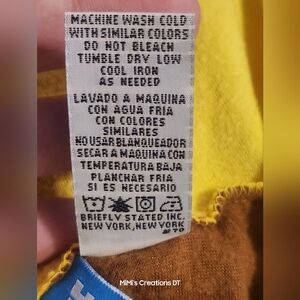 MACHINE WASH COLD
WITH SIMILAR COLORS
DO NOT BLEACH
TUMBLE DRY LOW
COOL IRON
AS NEEDED
LAVADO A MAQUINA
CON AGUA FRIA
CON COLORES
SIMILARES
NO USAR BLANQUEADOR
SECAR A MAQUINA CON
TEMPERATURA BAJA
PLANCHAR FRIA
SI ES NECESARIO
BRIEFLY STATED INC.
NEW YORK, NEW YORK
#70
MiMi's Creations DT